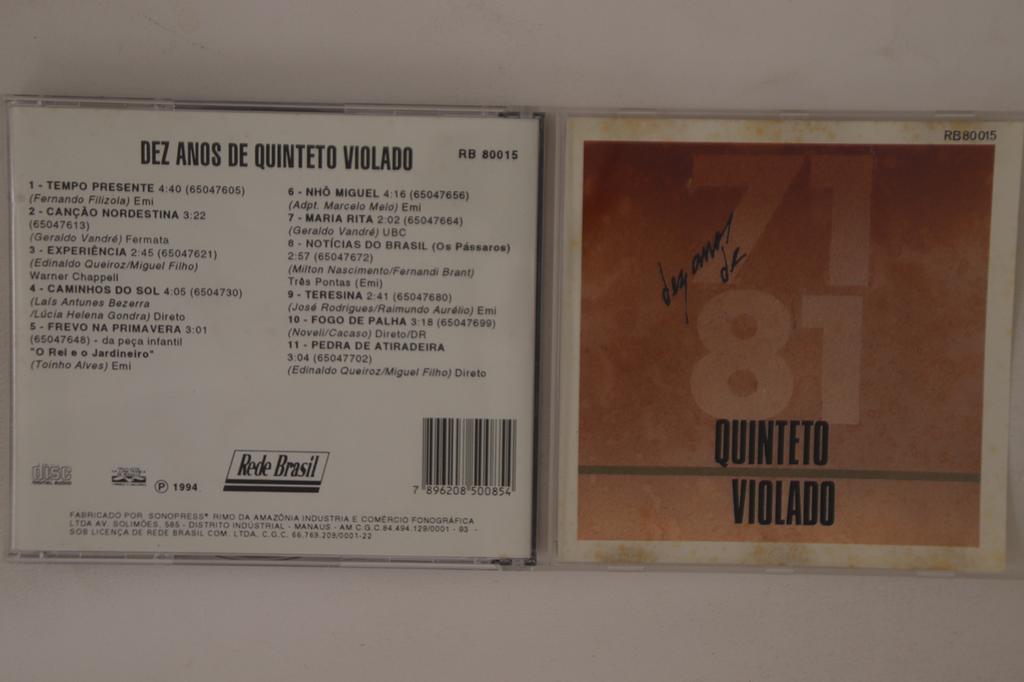 DEZ ANOS DE QUINTETO VIOLADO
RB 80015
1 - TEMPO PRESENTE 4:40 (65047605)
(Fernando Filizola) Emi
2 - CANÇÃO NORDESTINA 3:22
(65047613)
(Geraldo Vandré) Fermata
3 - EXPERIÊNCIA 2:45 (65047621)
(Edinaldo Queiroz/Miguel Filho)
Warner Chappell
4 - CAMINHOS DO SOL 4:05 (6504730)
(Laís Antunes Bezerra
/Lúcia Helena Gondra) Direto
5 - FREVO NA PRIMAVERA 3:01
(65047648) - da peça infantil
"O Rei e o Jardineiro"
(Toinho Alves) Emi
6 - NHÔ MIGUEL 4:16 (65047656)
(Adpt. Marcelo Melo) Emi
7 - MARIA RITA 2:02 (65047664)
(Geraldo Vandré) UBC
8 - NOTÍCIAS DO BRASIL (Os Pássaros)
2:57 (65047672)
(Milton Nascimento/Fernandi Brant)
Três Pontas (Emi)
9 - TERESINA 2:41 (65047680)
(José Rodrigues/Raimundo Aurélio) Emi
10 - FOGO DE PALHA 3:18 (65047699)
(Noveli/Cacaso) Direto/DR
11 - PEDRA DE ATIRADEIRA
3:04 (65047702)
(Edinaldo Queiroz/Miguel Filho) Direto
disc
DIGITAL AUDIO
Ⓟ 1994
Rede Brasil
7 896208 500854
FABRICADO POR SONOPRESS® RIMO DA AMAZÔNIA INDUSTRIA E COMÉRCIO FONOGRÁFICA
LTDA AV. SOLIMÕES, 585 - DISTRITO INDUSTRIAL - MANAUS - AM C.G.C.84.494.129/0001 - 93 -
SOB LICENÇA DE REDE BRASIL COM. LTDA, C.G.C. 66.769.209/0001-22
RB80015
71
dez anos
de
81
QUINTETO
VIOLADO